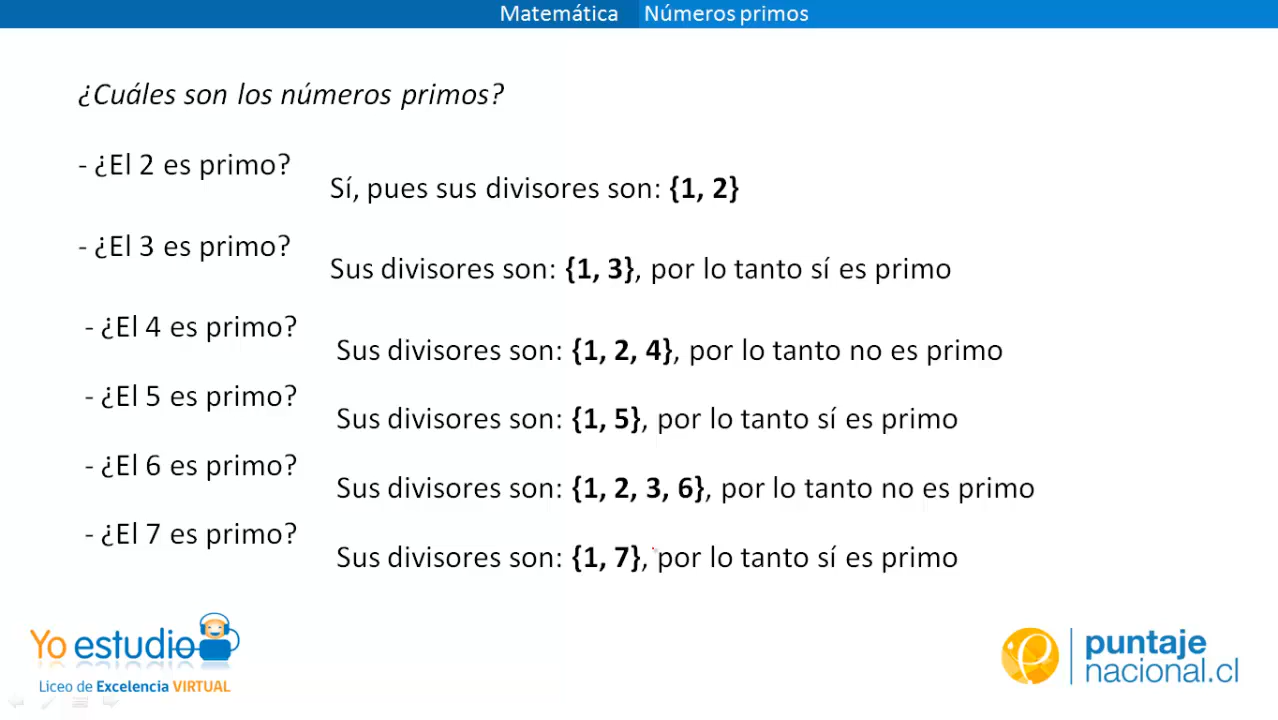 Matemática Números primos
¿Cuáles son los números primos?
- ¿El 2 es primo?
Sí, pues sus divisores son: {1, 2}
- ¿El 3 es primo?
Sus divisores son: {1, 3}, por lo tanto sí es primo
- ¿El 4 es primo?
Sus divisores son: {1, 2, 4}, por lo tanto no es primo
- ¿El 5 es primo?
Sus divisores son: {1, 5}, por lo tanto sí es primo
- ¿El 6 es primo?
Sus divisores son: {1, 2, 3, 6}, por lo tanto no es primo
- ¿El 7 es primo?
Sus divisores son: {1, 7}, por lo tanto sí es primo
Yo estudio
Liceo de Excelencia VIRTUAL
puntaje
nacional.cl